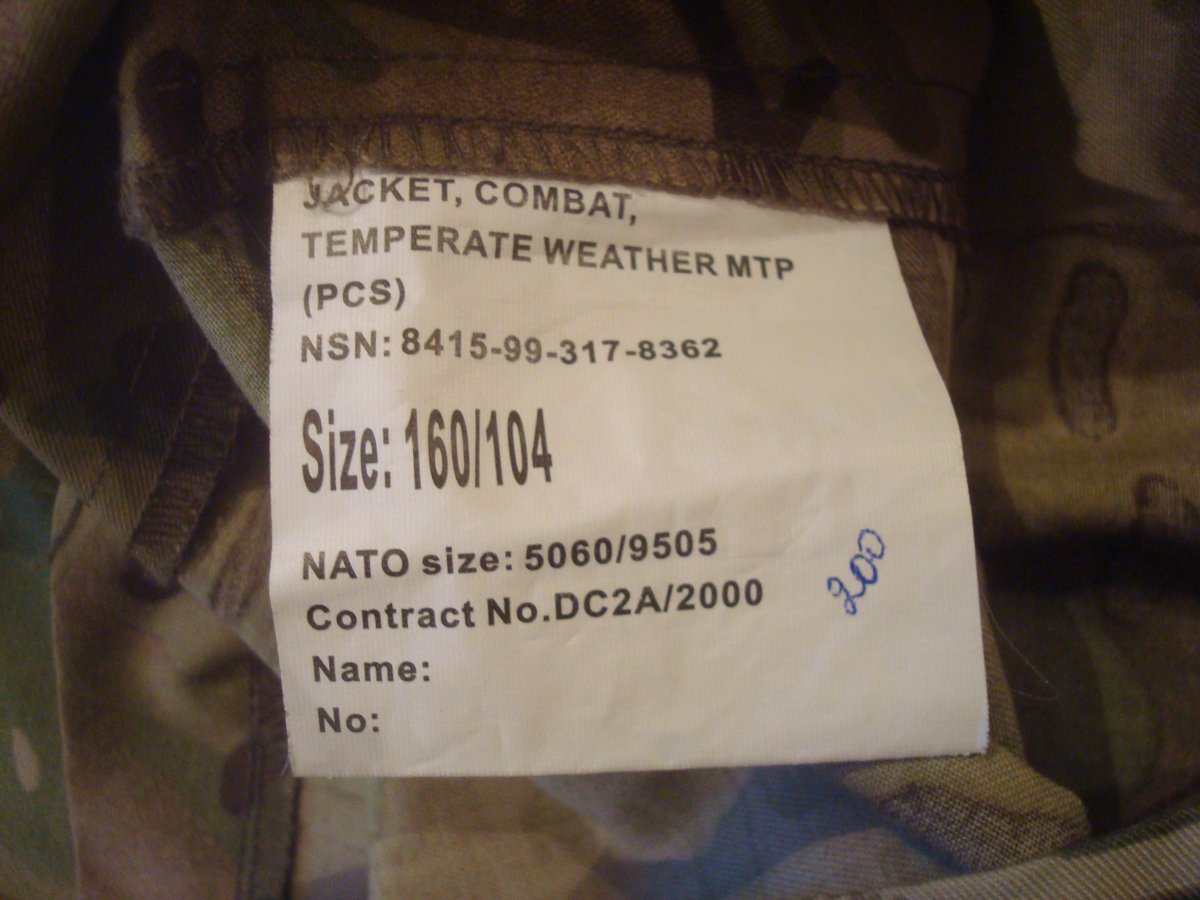 JACKET, COMBAT,
TEMPERATE WEATHER MTP
(PCS)
NSN: 8415-99-317-8362
Size: 160/104
NATO size: 5060/9505
Contract No.DC2A/2000
200
Name:
No: